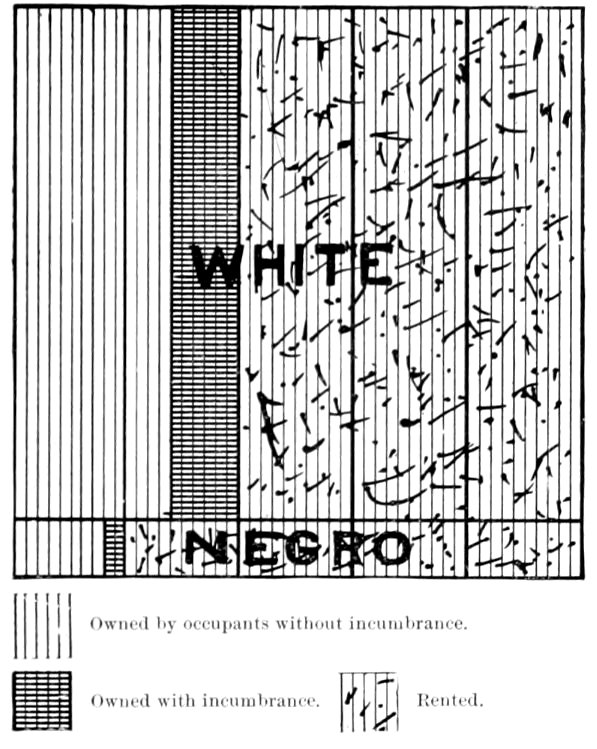 WHITE
NEGRO
Owned by occupants without incumbrance.
Owned with incumbrance.
Rented.